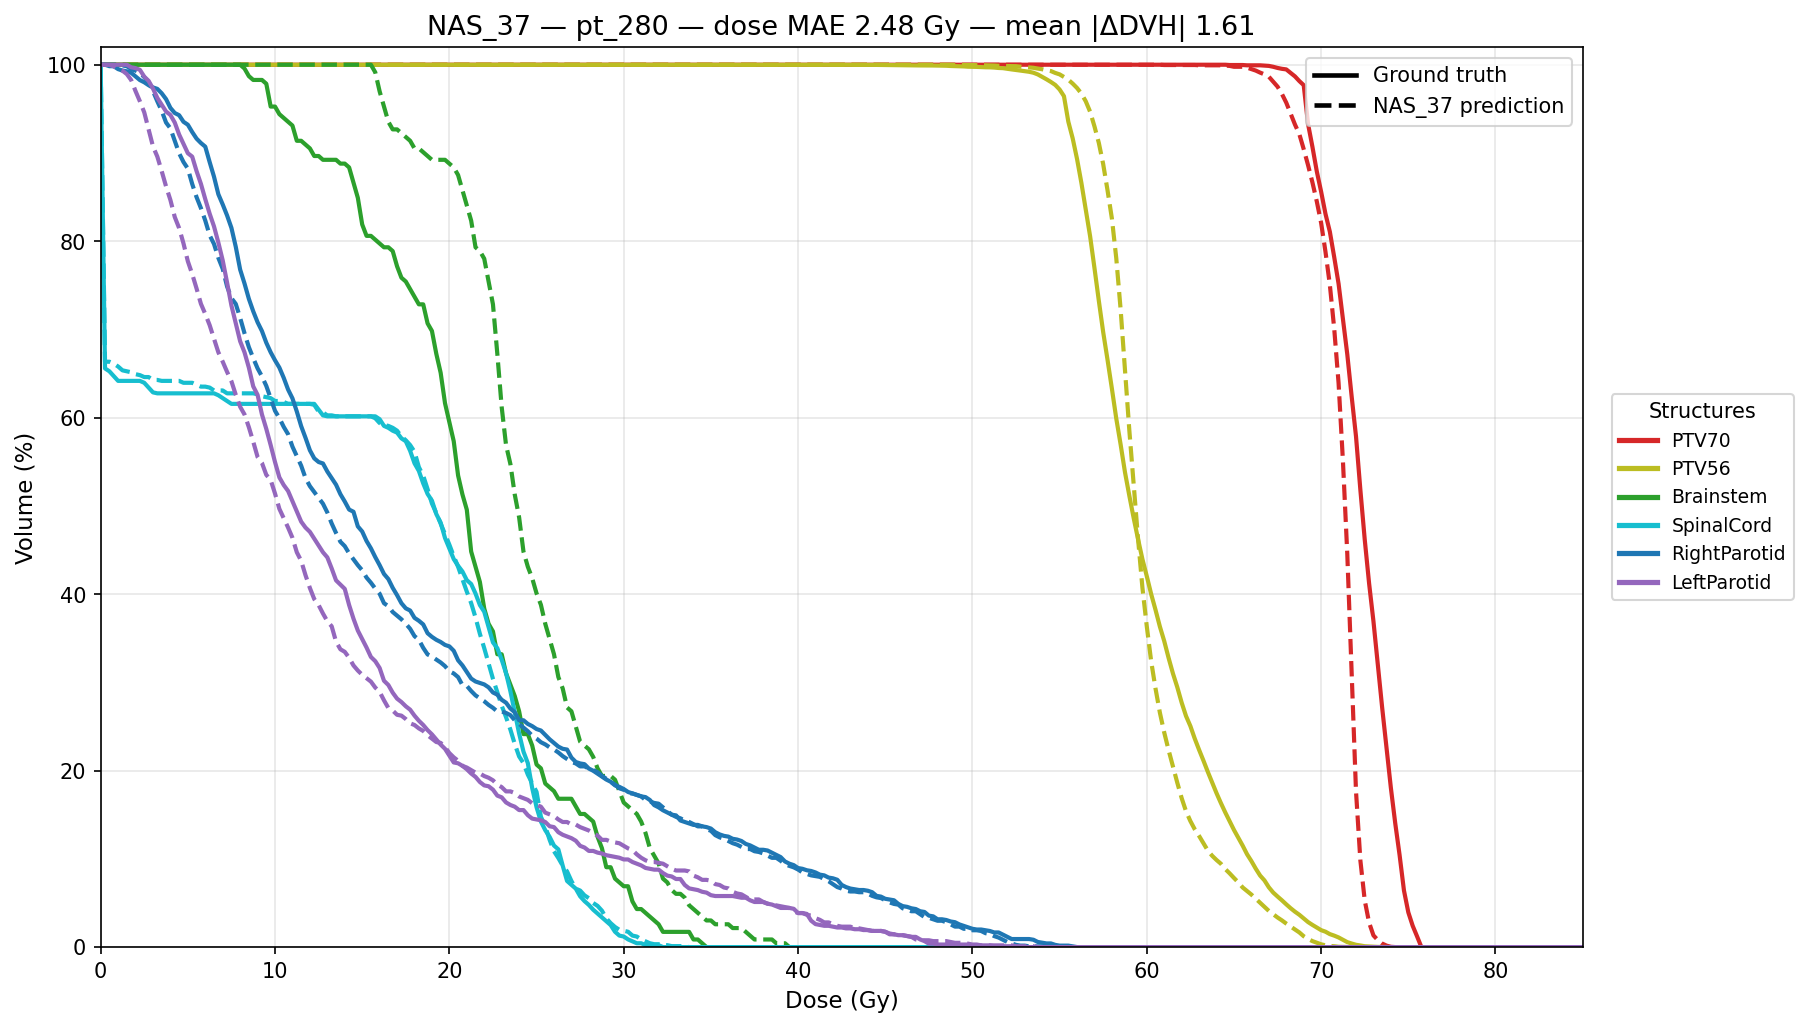 NAS_37 — pt_280 — dose MAE 2.48 Gy — mean |ΔDVH| 1.61
Ground truth
NAS_37 prediction
Volume (%)
100
80
60
40
20
0
0 10 20 30 40 50 60 70 80
Dose (Gy)
Structures
PTV70
PTV56
Brainstem
SpinalCord
RightParotid
LeftParotid